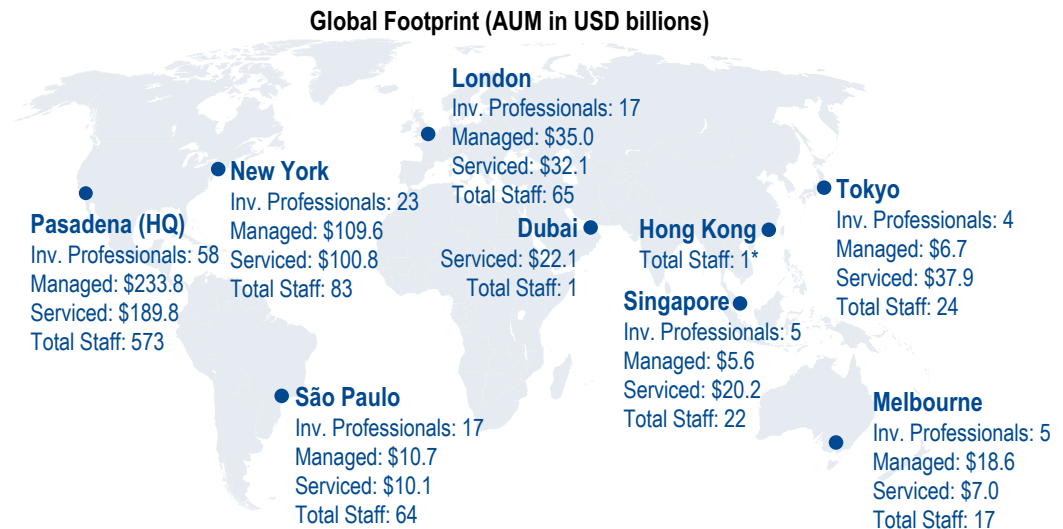 Global Footprint (AUM in USD billions)
London
Inv. Professionals: 17
Managed: $35.0
Serviced: $32.1
Total Staff: 65
New York
Inv. Professionals: 23
Managed: $109.6
Serviced: $100.8
Total Staff: 83
Pasadena (HQ)
Inv. Professionals: 58
Managed: $233.8
Serviced: $189.8
Total Staff: 573
Dubai
Serviced: $22.1
Total Staff: 1
Hong Kong
Total Staff: 1*
Tokyo
Inv. Professionals: 4
Managed: $6.7
Serviced: $37.9
Total Staff: 24
Singapore
Inv. Professionals: 5
Managed: $5.6
Serviced: $20.2
Total Staff: 22
São Paulo
Inv. Professionals: 17
Managed: $10.7
Serviced: $10.1
Total Staff: 64
Melbourne
Inv. Professionals: 5
Managed: $18.6
Serviced: $7.0
Total Staff: 17